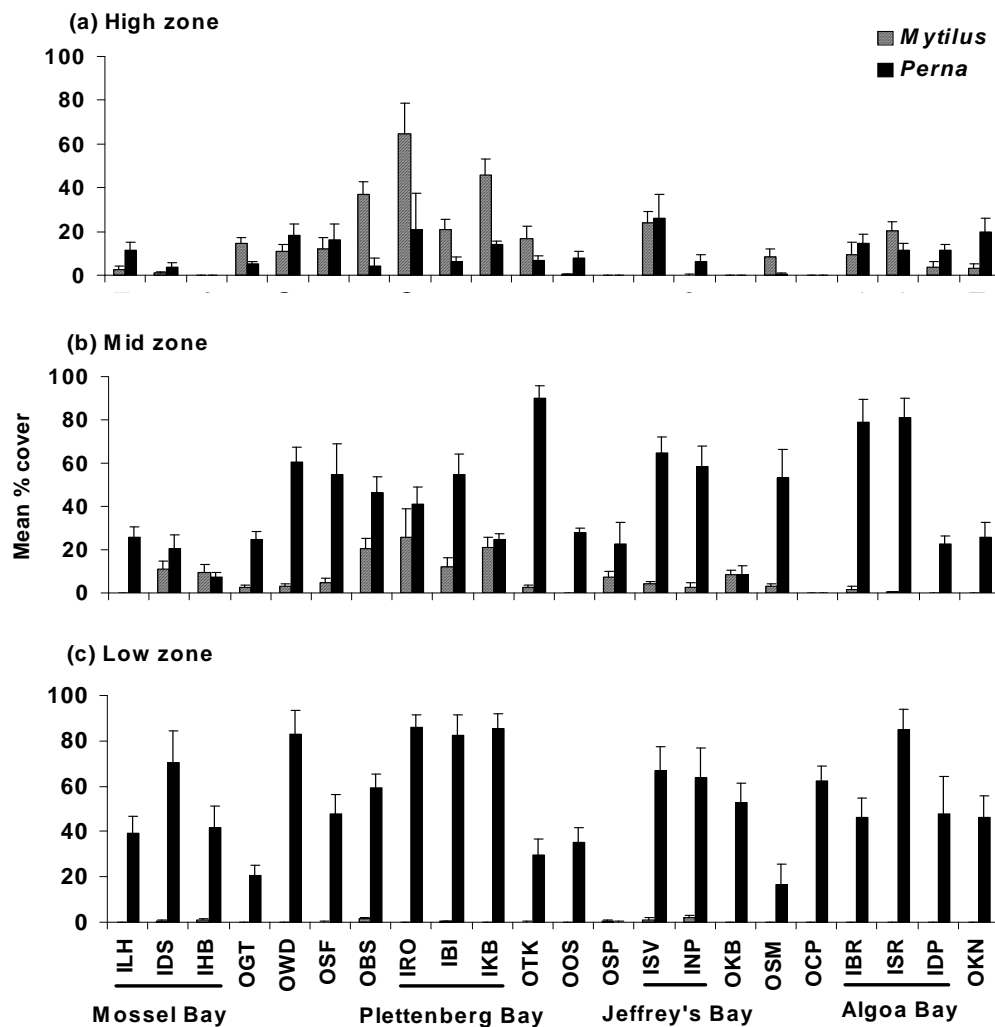 (a) High zone
Mytilus
Perna
100
80
60
40
20
0
(b) Mid zone
100
80
60
40
20
0
Mean % cover
(c) Low zone
100
80
60
40
20
0
ILH IDS IHB OGT OWD OSF OBS IRO IBI IKB OTK OOS OSP ISV INP OKB OSM OCP IBR ISR IDP OKN
Mossel Bay Plettenberg Bay Jeffrey's Bay Algoa Bay